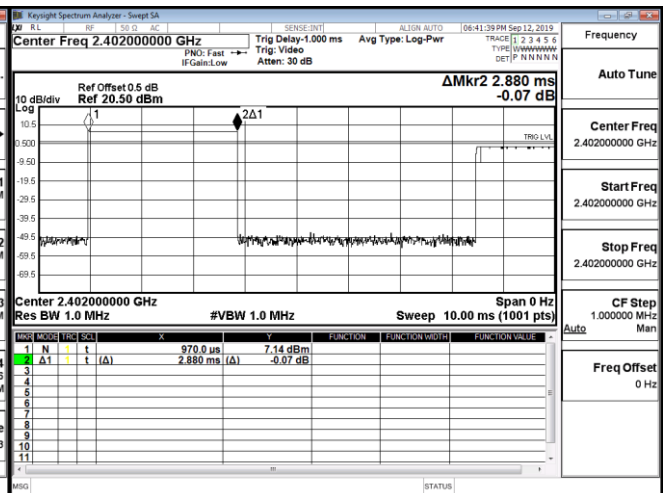 Keysight Spectrum Analyzer - Swept SA
RL RF 50 Ω AC SENSE:INT ALIGN AUTO 06:41:39 PM Sep 12, 2019
Center Freq 2.402000000 GHz
PNO: Fast
IFGain:Low
Trig Delay-1.000 ms
Trig: Video
Atten: 30 dB
Avg Type: Log-Pwr
TRACE 1 2 3 4 5 6
TYPE WWWWWW
DET P N N N N N
ΔMkr2 2.880 ms
-0.07 dB
Ref Offset 0.5 dB
10 dB/div Ref 20.50 dBm
Log
1
2Δ1
TRIG LVL
10.5
0.500
-9.50
-19.5
-29.5
-39.5
-49.5
-59.5
-69.5
Center 2.402000000 GHz Span 0 Hz
Res BW 1.0 MHz #VBW 1.0 MHz Sweep 10.00 ms (1001 pts)
MKR MODE TRC SCL X Y FUNCTION FUNCTION WIDTH FUNCTION VALUE
1 N 1 t 970.0 us 7.14 dBm
2 Δ1 1 t (Δ) 2.880 ms (Δ) -0.07 dB
3
4
5
6
7
8
9
10
11
MSG STATUS
Frequency
Auto Tune
Center Freq
2.402000000 GHz
Start Freq
2.402000000 GHz
Stop Freq
2.402000000 GHz
CF Step
1.000000 MHz
Auto Man
Freq Offset
0 Hz